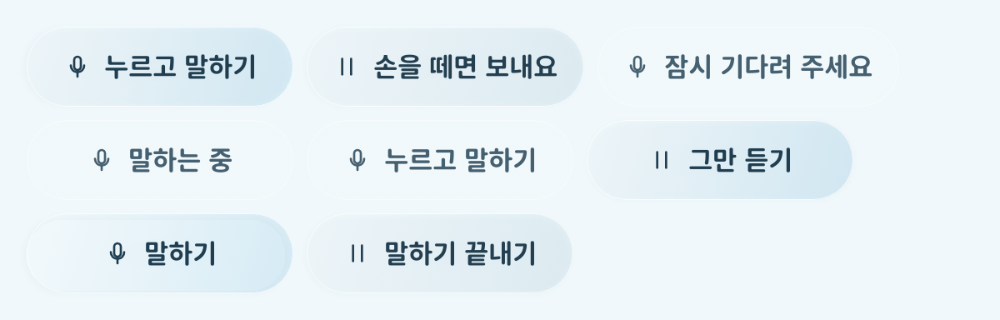 누르고 말하기
손을 떼면 보내요
잠시 기다려 주세요
말하는 중
누르고 말하기
그만 듣기
말하기
말하기 끝내기